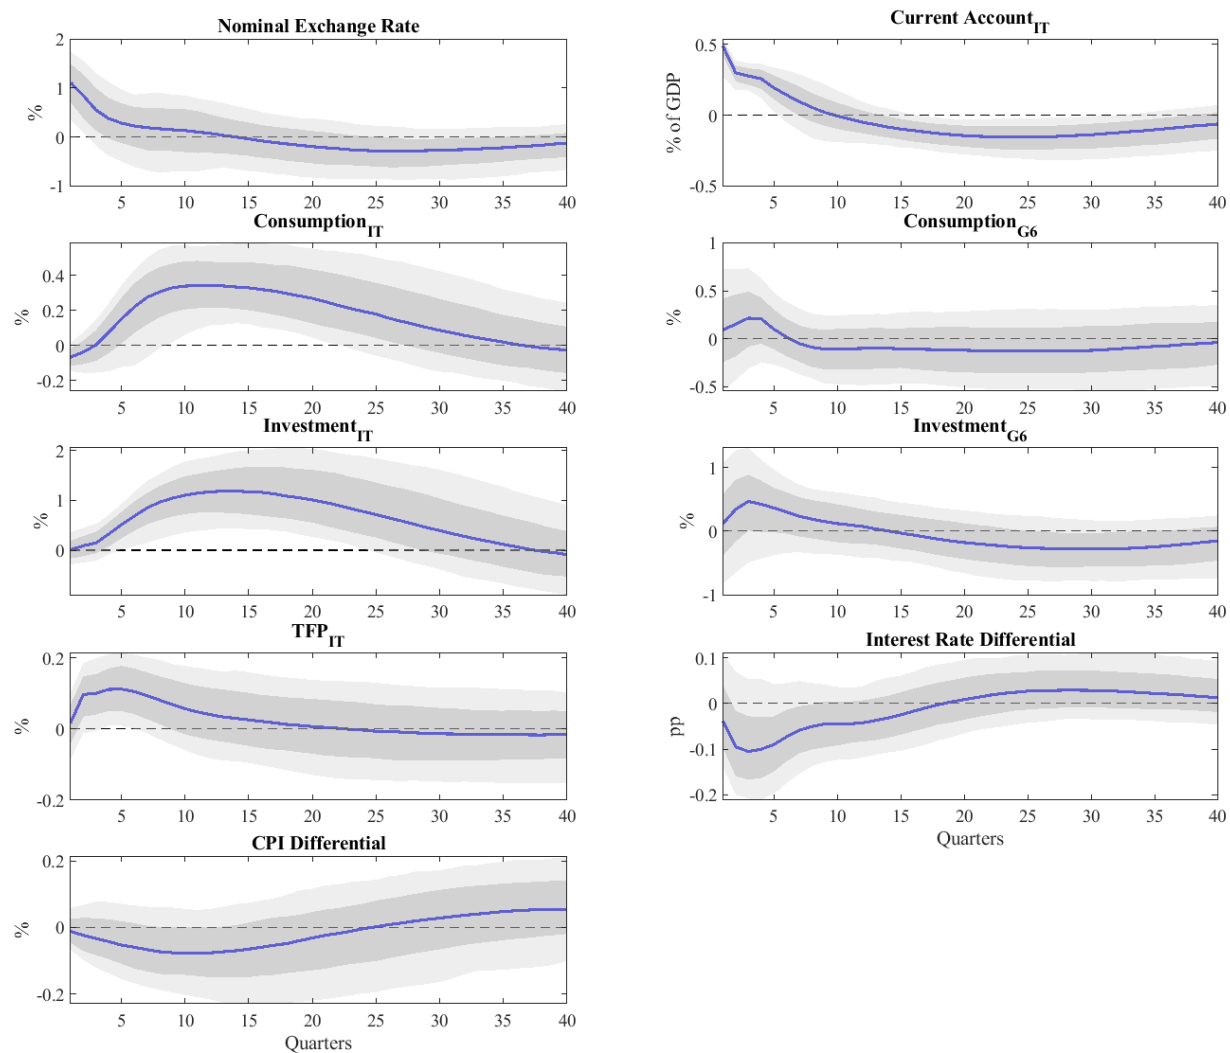 Nominal Exchange Rate
2
1
0
-1
%
5 10 15 20 25 30 35 40
Current Account_IT
0.5
0
-0.5
% of GDP
5 10 15 20 25 30 35 40
Consumption_IT
0.4
0.2
0
-0.2
%
5 10 15 20 25 30 35 40
Consumption_G6
1
0.5
0
-0.5
%
5 10 15 20 25 30 35 40
Investment_IT
2
1
0
%
5 10 15 20 25 30 35 40
Investment_G6
1
0
-1
%
5 10 15 20 25 30 35 40
TFP_IT
0.2
0
-0.2
%
5 10 15 20 25 30 35 40
Interest Rate Differential
0.1
0
-0.1
-0.2
pp
5 10 15 20 25 30 35 40
Quarters
CPI Differential
0.2
0
-0.2
%
5 10 15 20 25 30 35 40
Quarters